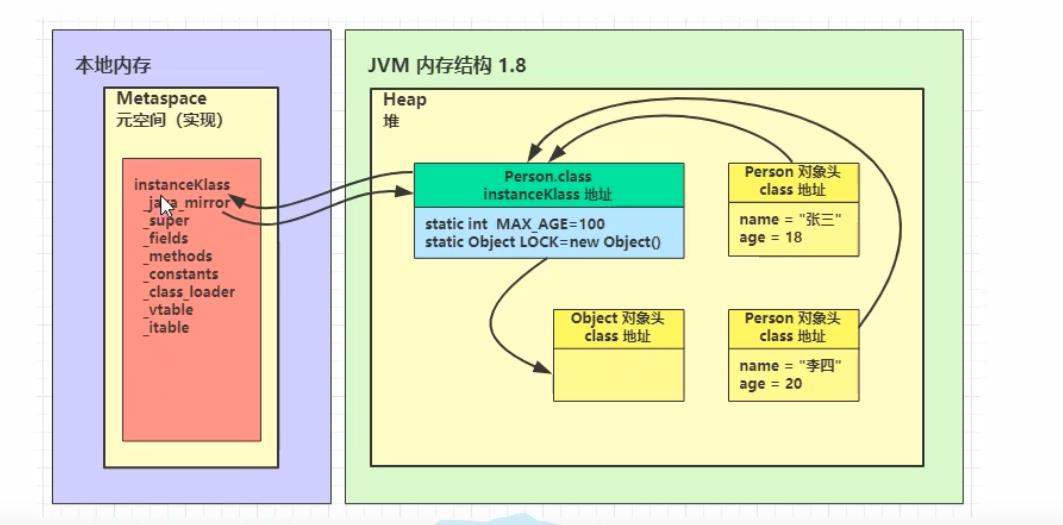 本地内存
Metaspace
元空间（实现）
instanceKlass
_java_mirror
_super
_fields
_methods
_constants
_class_loader
_vtable
_itable
JVM 内存结构 1.8
Heap
堆
Person.class
instanceKlass 地址
static int MAX_AGE=100
static Object LOCK=new Object()
Person 对象头
class 地址
name = "张三"
age = 18
Object 对象头
class 地址
Person 对象头
class 地址
name = "李四"
age = 20